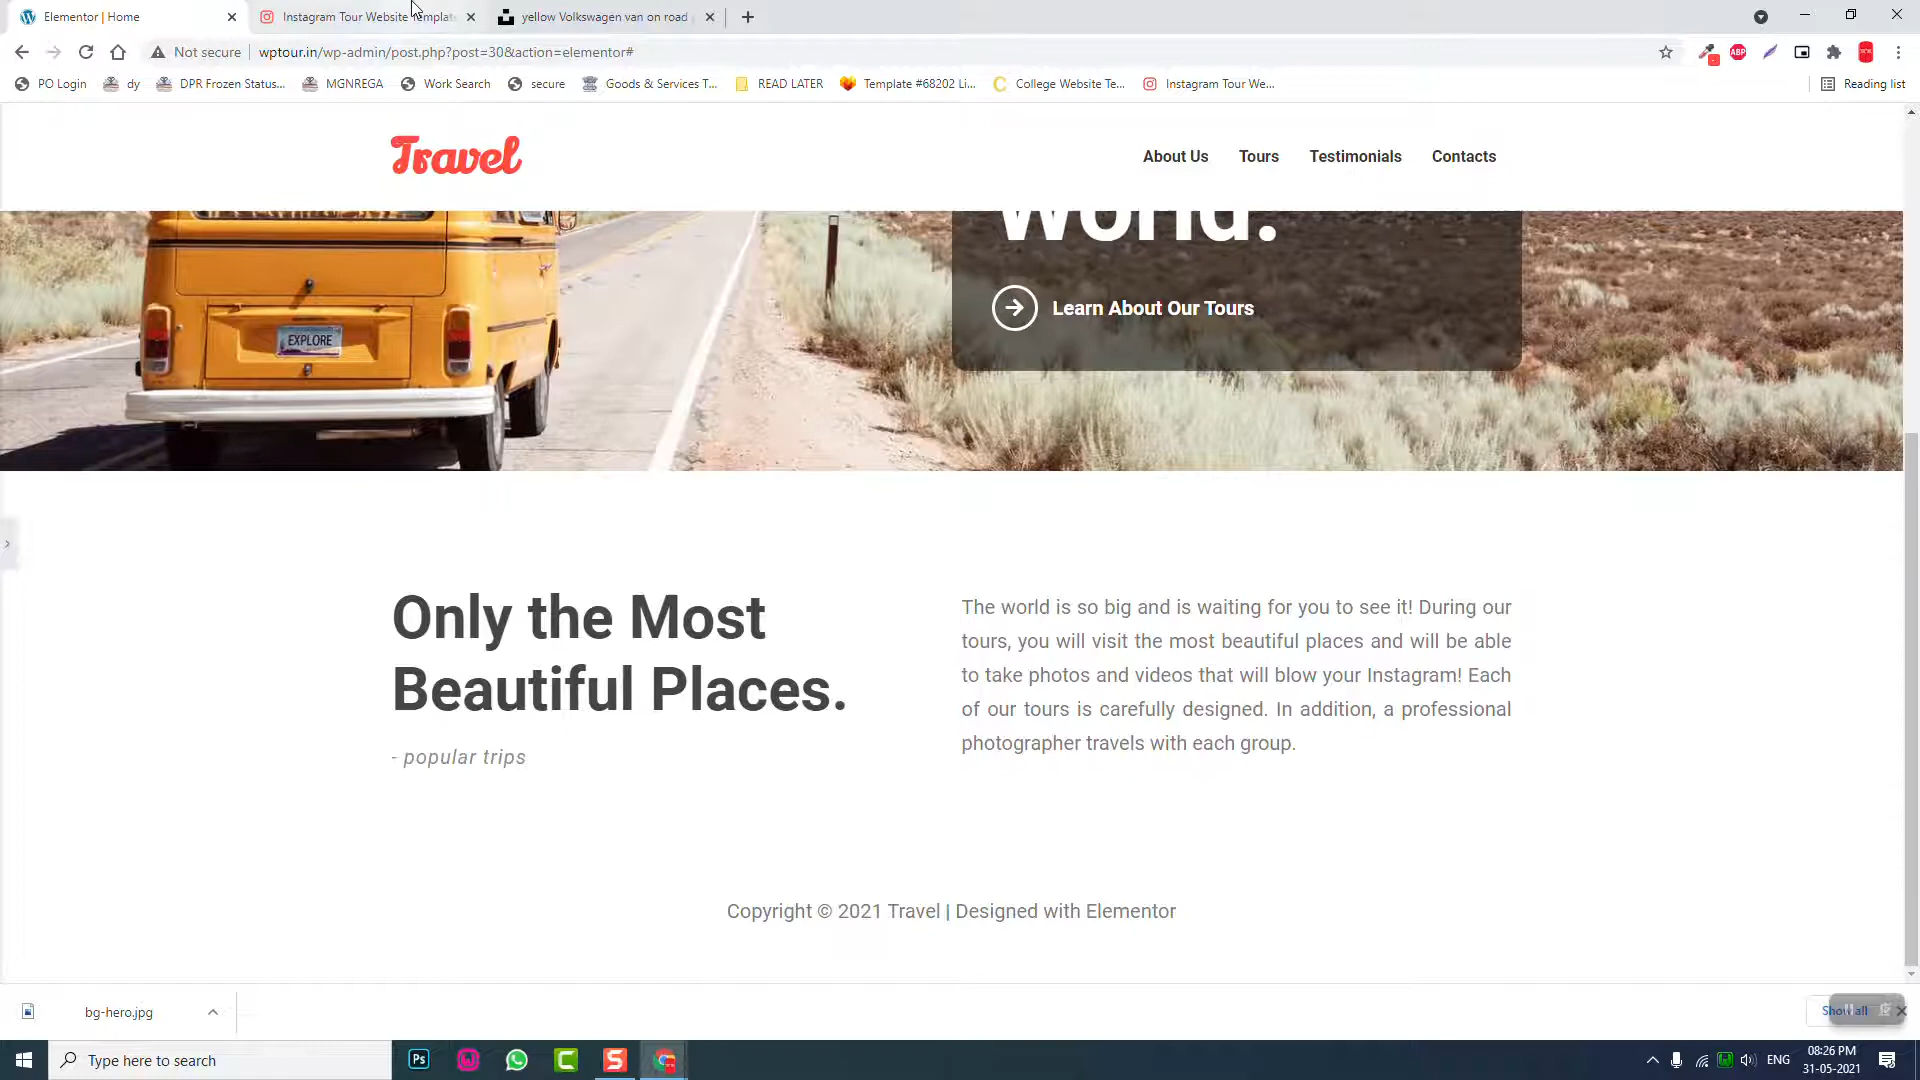 Elementor | Home
Instagram Tour Website Templat
yellow Volkswagen van on road
Not secure
wptour.in/wp-admin/post.php?post=30&action=elementor#
ABP
PO Login
dy
DPR Frozen Status...
MGNREGA
Work Search
secure
Goods & Services T...
READ LATER
Template #68202 Li...
College Website Te...
Instagram Tour We...
Reading list
Travel
About Us
Tours
Testimonials
Contacts
World.
Learn About Our Tours
EXPLORE
Only the Most
Beautiful Places.
- popular trips
The world is so big and is waiting for you to see it! During our
tours, you will visit the most beautiful places and will be able
to take photos and videos that will blow your Instagram! Each
of our tours is carefully designed. In addition, a professional
photographer travels with each group.
Copyright © 2021 Travel | Designed with Elementor
bg-hero.jpg
Show all
Type here to search
Ps
ENG
08:26 PM
31-05-2021